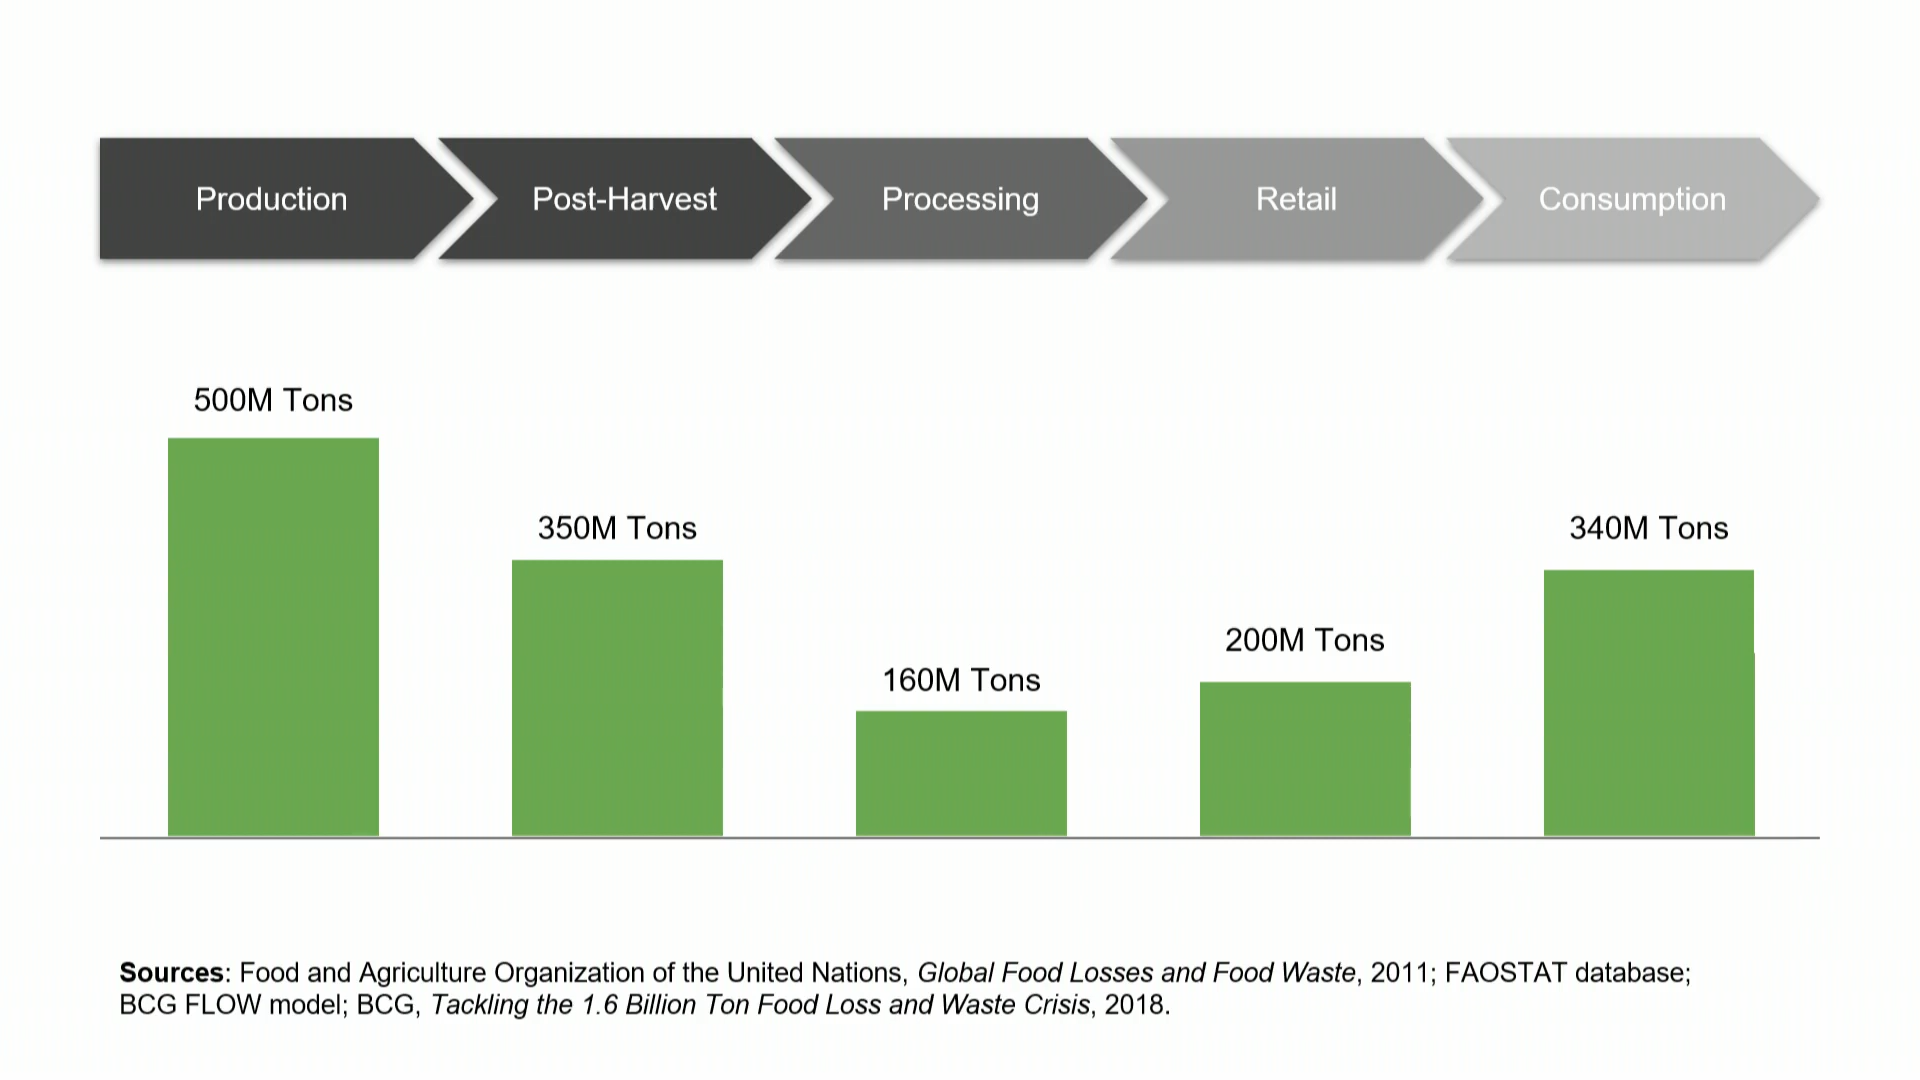 Production
Post-Harvest
Processing
Retail
Consumption
500M Tons
350M Tons
160M Tons
200M Tons
340M Tons
Sources: Food and Agriculture Organization of the United Nations, Global Food Losses and Food Waste, 2011; FAOSTAT database;
BCG FLOW model; BCG, Tackling the 1.6 Billion Ton Food Loss and Waste Crisis, 2018.